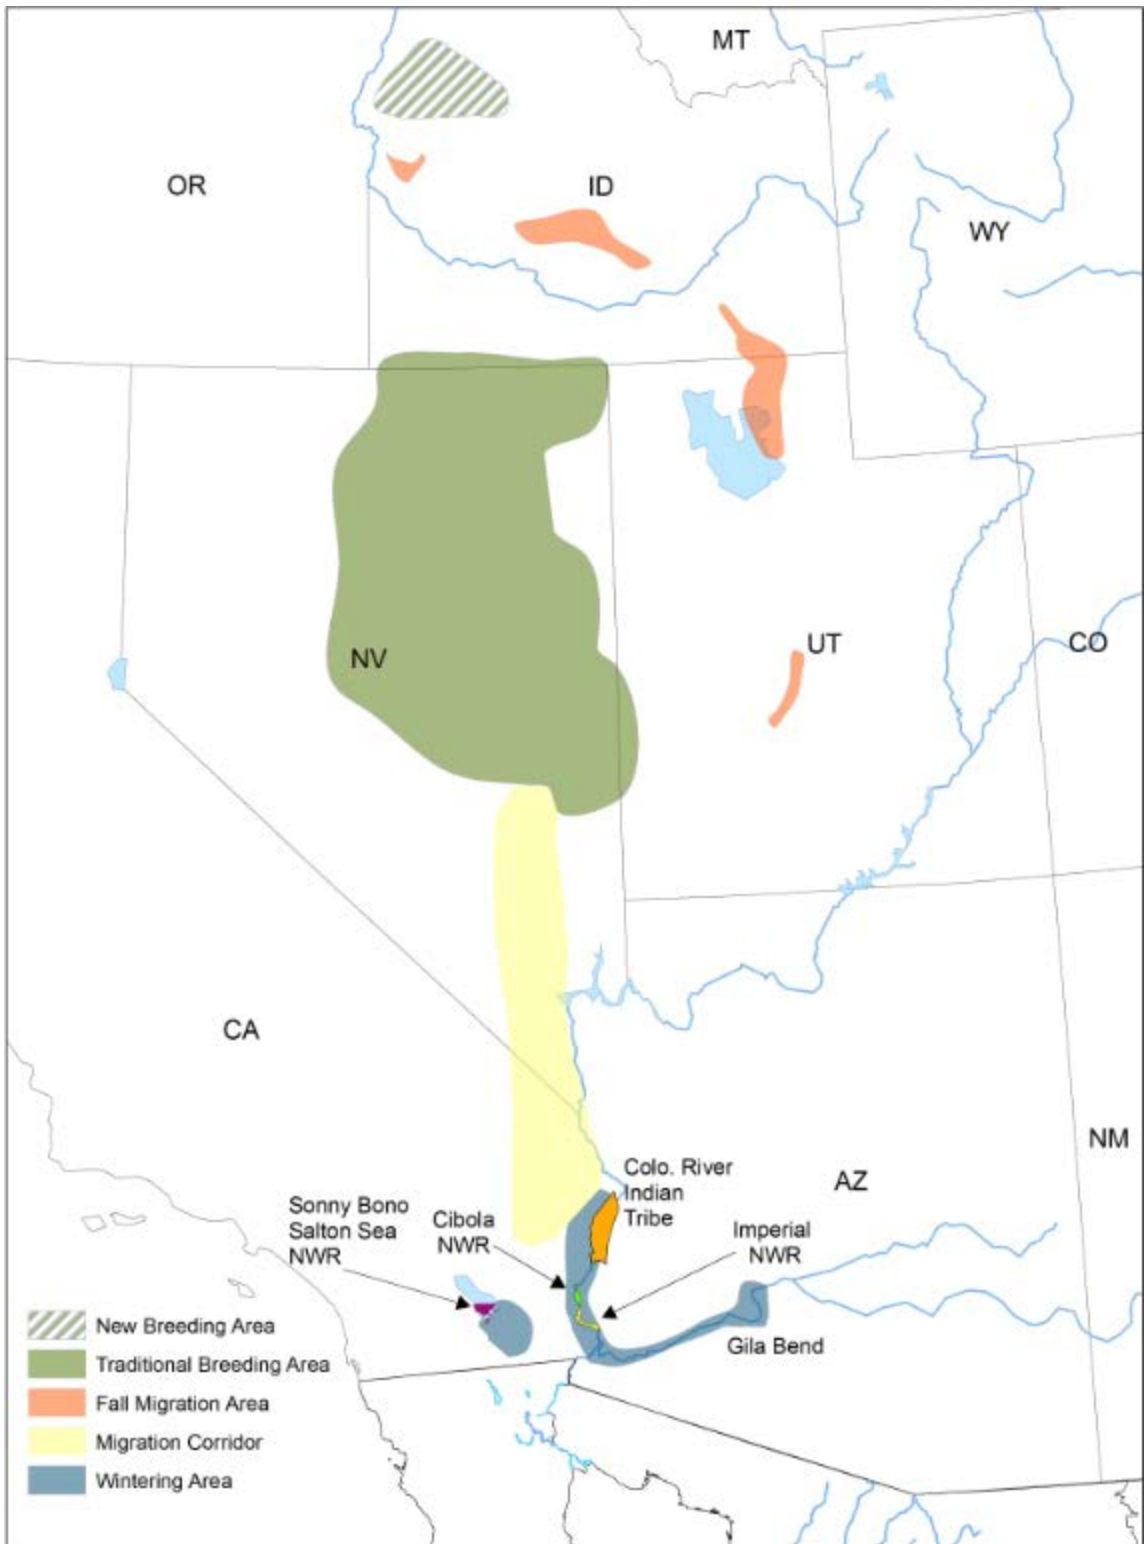 MT
OR
ID
WY
NV
UT
CO
CA
NM
AZ
Colo. River
Indian
Tribe
Sonny Bono
Salton Sea
NWR
Cibola
NWR
Imperial
NWR
Gila Bend
New Breeding Area
Traditional Breeding Area
Fall Migration Area
Migration Corridor
Wintering Area